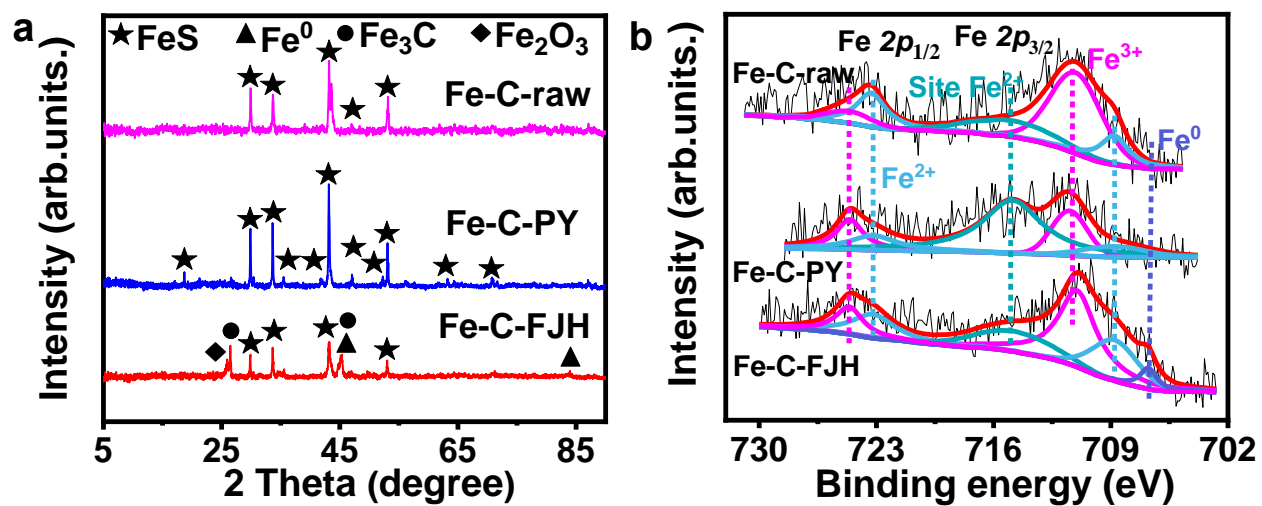 a
★FeS ▲Fe⁰ ●Fe₃C ◆Fe₂O₃
Fe-C-raw
Fe-C-PY
Fe-C-FJH
Intensity (arb.units.)
5 25 45 65 85
2 Theta (degree)
b
Fe 2p₁/₂ Fe 2p₃/₂
Fe³⁺
Fe-C-raw
Site Fe²⁺
Fe⁰
Fe²⁺
Fe-C-PY
Fe-C-FJH
Intensity (arb.units.)
730 723 716 709 702
Binding energy (eV)